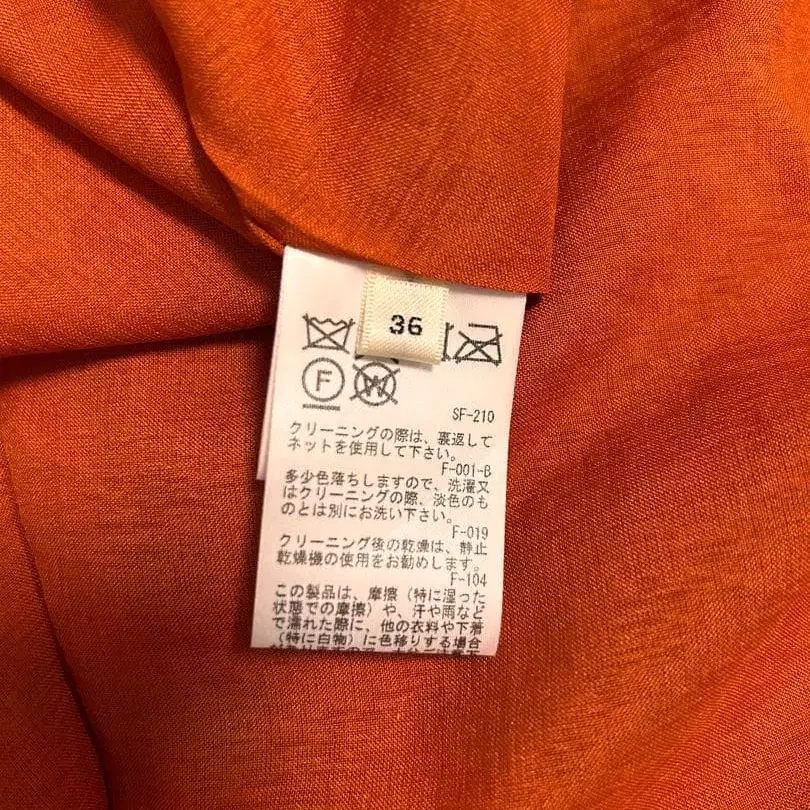 36
F W
SF-210
クリーニングの際は、裏返して
ネットを使用して下さい。
F-001-B
多少色落ちしますので、洗濯又
はクリーニングの際、淡色のも
のとは別にお洗い下さい。
F-019
クリーニング後の乾燥は、静止
乾燥機の使用をお勧めします。
F-104
この製品は、摩擦（特に湿った
状態での摩擦）や、汗や雨など
で濡れた際に、他の衣料や下着
（特に白物）に色移りする場合